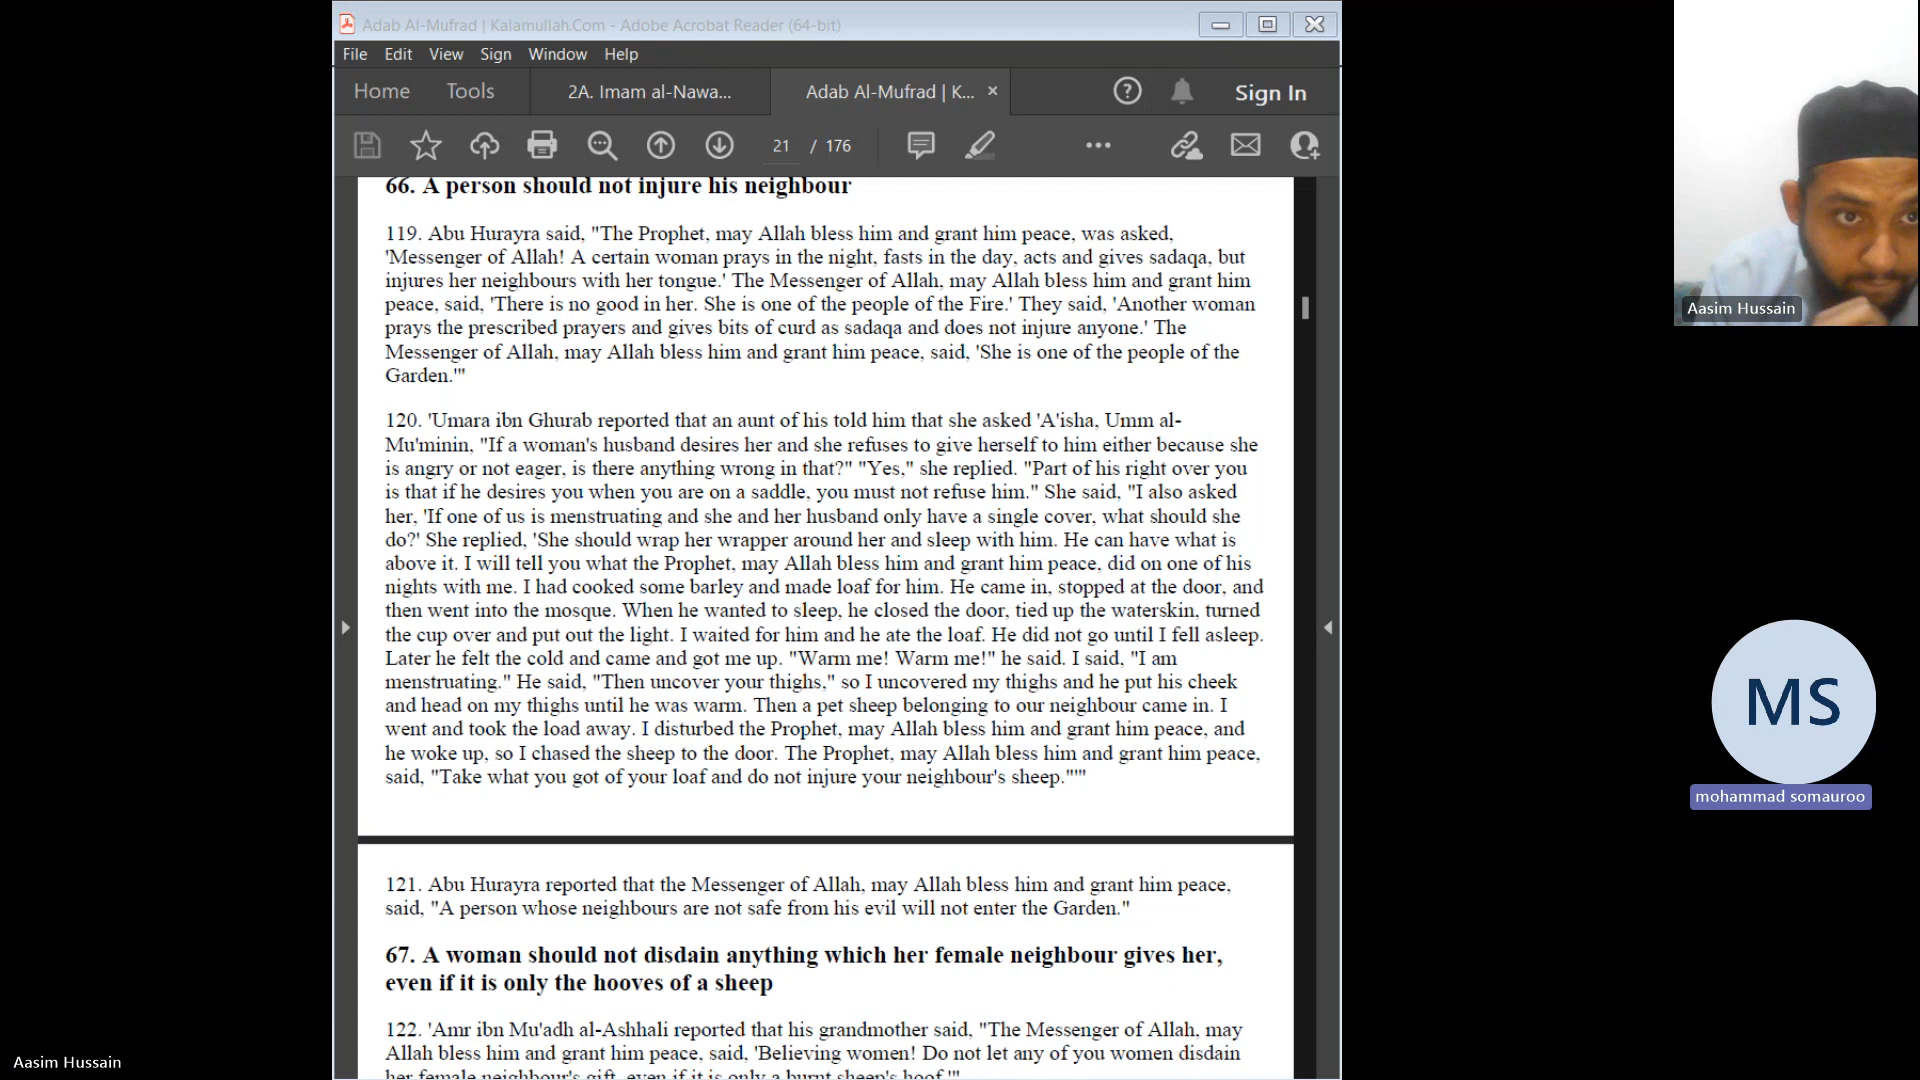 Adab Al-Mufrad | Kalamullah.Com - Adobe Acrobat Reader (64-bit)
File Edit View Sign Window Help
Home Tools 2A. Imam al-Nawa... Adab Al-Mufrad | K... × Sign In
21 / 176
66. A person should not injure his neighbour
119. Abu Hurayra said, "The Prophet, may Allah bless him and grant him peace, was asked,
'Messenger of Allah! A certain woman prays in the night, fasts in the day, acts and gives sadaqa, but
injures her neighbours with her tongue.' The Messenger of Allah, may Allah bless him and grant him
peace, said, 'There is no good in her. She is one of the people of the Fire.' They said, 'Another woman
prays the prescribed prayers and gives bits of curd as sadaqa and does not injure anyone.' The
Messenger of Allah, may Allah bless him and grant him peace, said, 'She is one of the people of the
Garden.'"
120. 'Umara ibn Ghurab reported that an aunt of his told him that she asked 'A'isha, Umm al-
Mu'minin, "If a woman's husband desires her and she refuses to give herself to him either because she
is angry or not eager, is there anything wrong in that?" "Yes," she replied. "Part of his right over you
is that if he desires you when you are on a saddle, you must not refuse him." She said, "I also asked
her, 'If one of us is menstruating and she and her husband only have a single cover, what should she
do?' She replied, 'She should wrap her wrapper around her and sleep with him. He can have what is
above it. I will tell you what the Prophet, may Allah bless him and grant him peace, did on one of his
nights with me. I had cooked some barley and made loaf for him. He came in, stopped at the door, and
then went into the mosque. When he wanted to sleep, he closed the door, tied up the waterskin, turned
the cup over and put out the light. I waited for him and he ate the loaf. He did not go until I fell asleep.
Later he felt the cold and came and got me up. "Warm me! Warm me!" he said. I said, "I am
menstruating." He said, "Then uncover your thighs," so I uncovered my thighs and he put his cheek
and head on my thighs until he was warm. Then a pet sheep belonging to our neighbour came in. I
went and took the load away. I disturbed the Prophet, may Allah bless him and grant him peace, and
he woke up, so I chased the sheep to the door. The Prophet, may Allah bless him and grant him peace,
said, "Take what you got of your loaf and do not injure your neighbour's sheep."'"
121. Abu Hurayra reported that the Messenger of Allah, may Allah bless him and grant him peace,
said, "A person whose neighbours are not safe from his evil will not enter the Garden."
67. A woman should not disdain anything which her female neighbour gives her,
even if it is only the hooves of a sheep
122. 'Amr ibn Mu'adh al-Ashhali reported that his grandmother said, "The Messenger of Allah, may
Allah bless him and grant him peace, said, 'Believing women! Do not let any of you women disdain
her female neighbour's gift, even if it is only a burnt sheep's hoof.'"
Aasim Hussain
MS
mohammad somauroo
Aasim Hussain